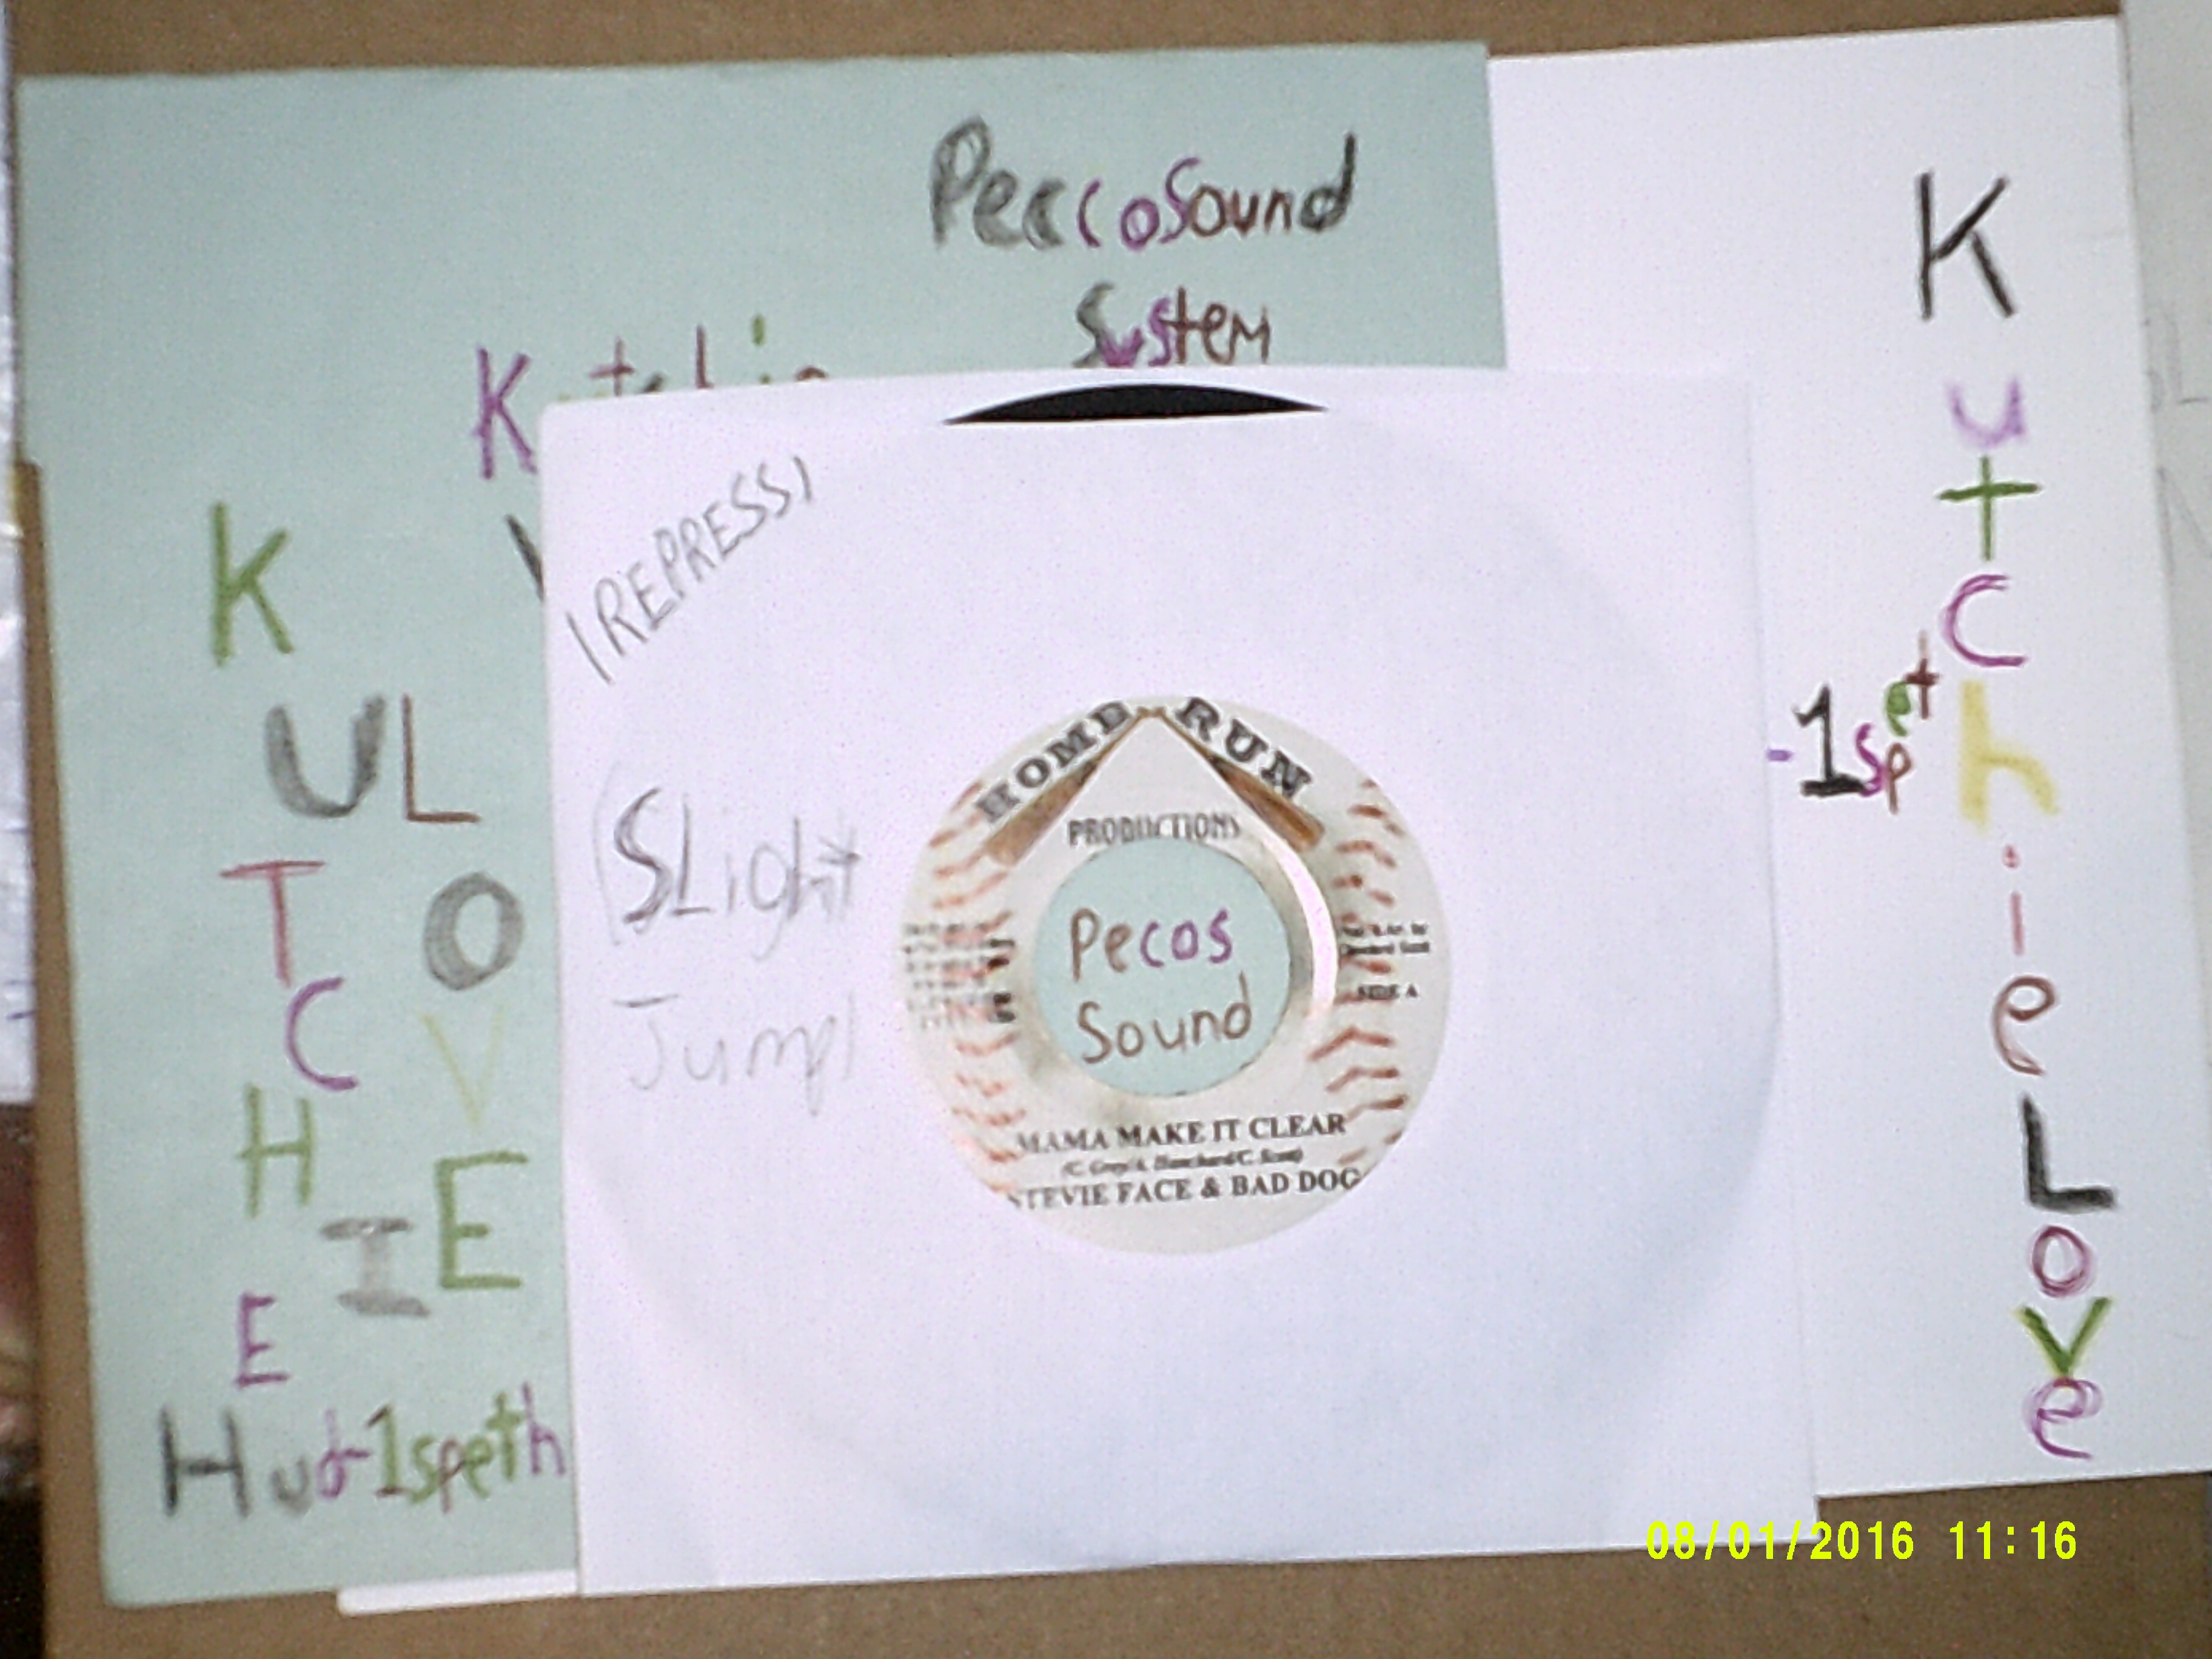 PeccoSound
System
K
u
t
C
h
i
e
L
o
v
e
-1spet
K
U L
T O
C V
H E
I
E
Hud-1speth
(REPRESS)
(SLight
Jump)
HOME RUN
PRODUCTIONS
Pecos
Sound
SIDE A
MAMA MAKE IT CLEAR
STEVIE FACE & BAD DOG
08/01/2016 11:16